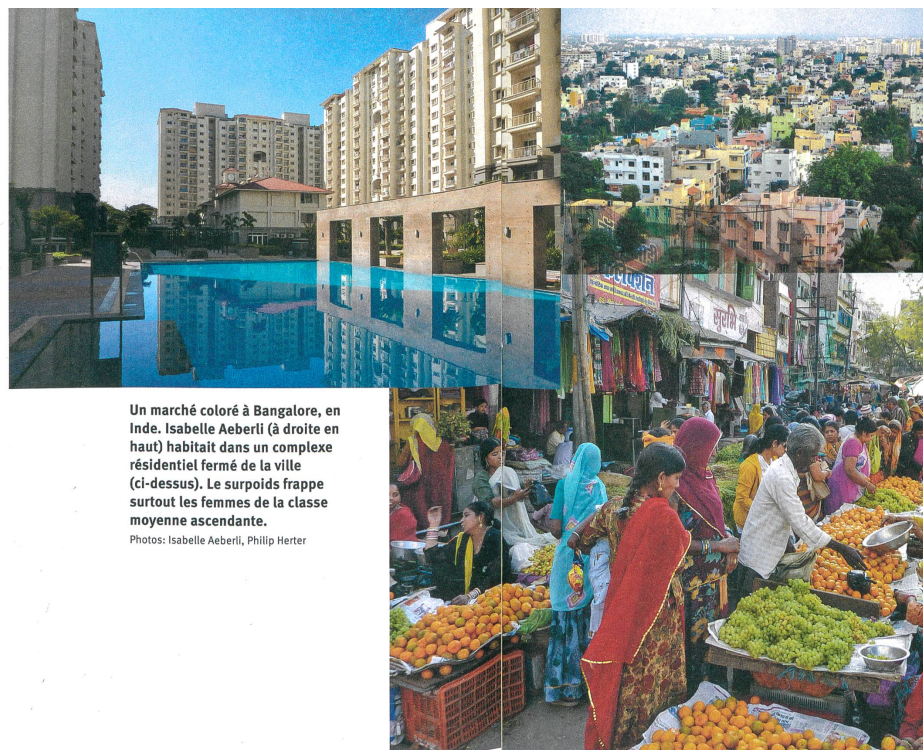 सुरभि
Un marché coloré à Bangalore, en
Inde. Isabelle Aeberli (à droite en
haut) habitait dans un complexe
résidentiel fermé de la ville
(ci-dessus). Le surpoids frappe
surtout les femmes de la classe
moyenne ascendante.
Photos: Isabelle Aeberli, Philip Herter